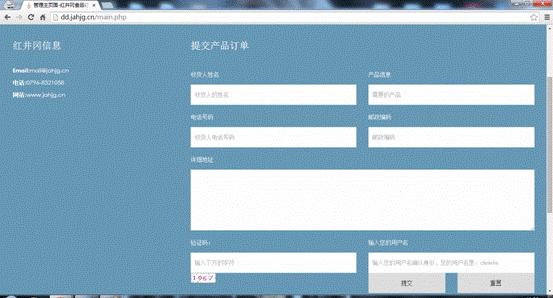 管理主页面-红井冈食品(
dd.jahjg.cn/main.php
红井冈信息
Email:mail@jahjg.cn
电话:0796-8321058
网站:www.jahjg.cn
提交产品订单
收货人姓名
产品信息
收货人的姓名
需要的产品
电话号码
邮政编码
收货人电话号码
邮政编码
详细地址
验证码：
输入您的用户名
输入下方的字符
输入您的用户名确认身份，您的用户名是：delete
1967
提交
重置